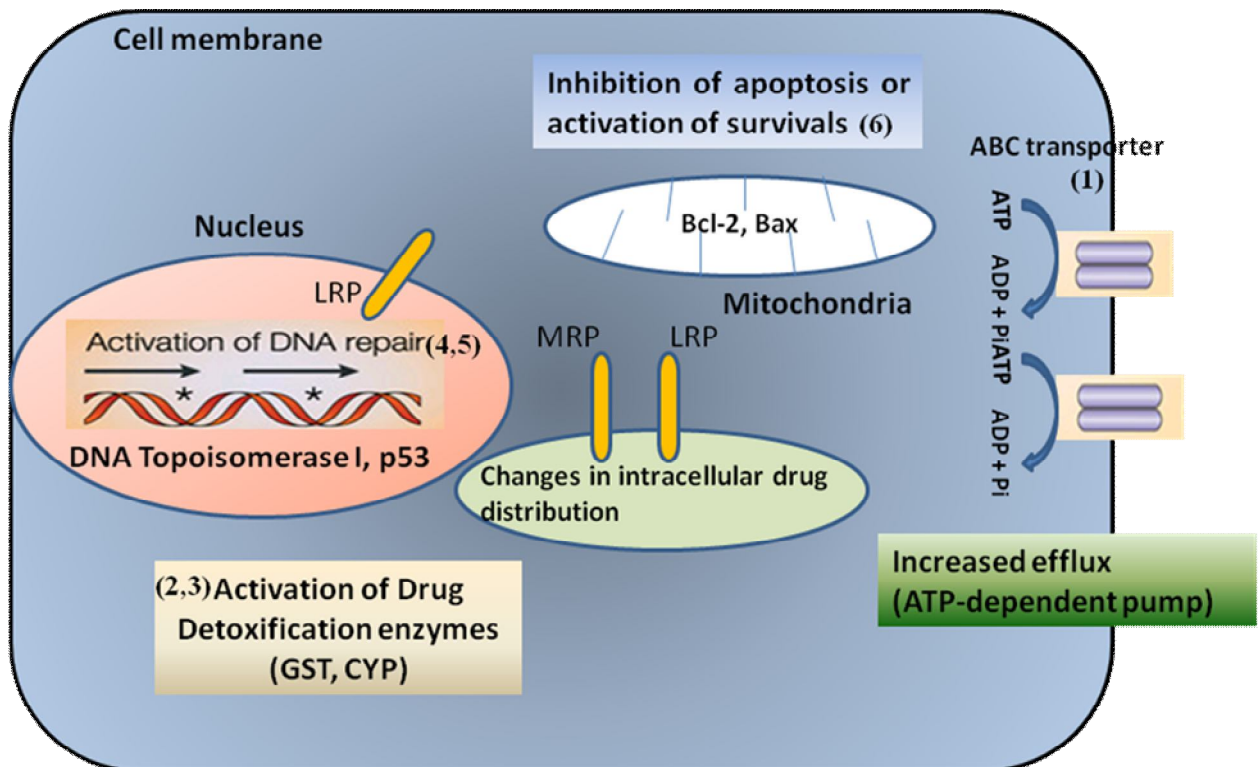 Cell membrane
Inhibition of apoptosis or
activation of survivals (6)
ABC transporter
(1)
Bcl-2, Bax
Mitochondria
Nucleus
LRP
Activation of DNA repair(4,5)
* *
DNA Topoisomerase I, p53
MRP
LRP
Changes in intracellular drug
distribution
ATP
ADP + Pi
ATP
ADP + Pi
(2,3)Activation of Drug
Detoxification enzymes
(GST, CYP)
Increased efflux
(ATP-dependent pump)